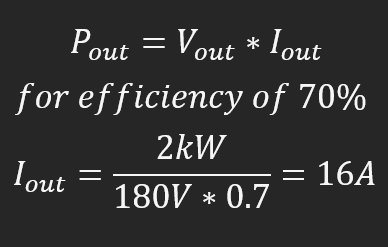 P_out = V_out * I_out
for efficiency of 70%
I_out = 2kW / 180V * 0.7 = 16A